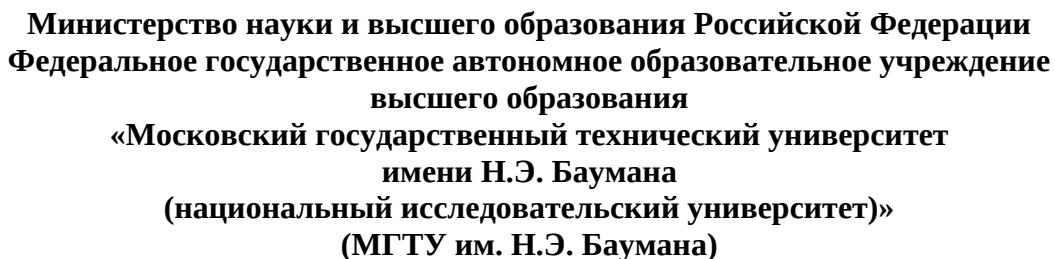 Министерство науки и высшего образования Российской Федерации
Федеральное государственное автономное образовательное учреждение
высшего образования
«Московский государственный технический университет
имени Н.Э. Баумана
(национальный исследовательский университет)»
(МГТУ им. Н.Э. Баумана)